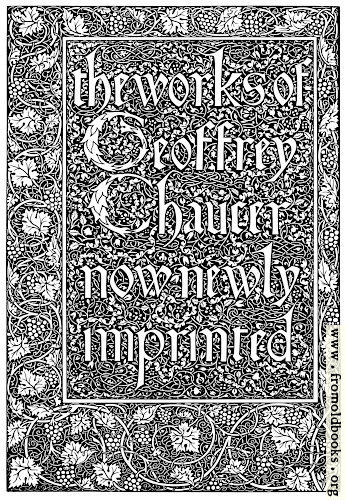 the works of
Geoffrey
Chaucer
now newly
imprinted
www.fromoldbooks.org